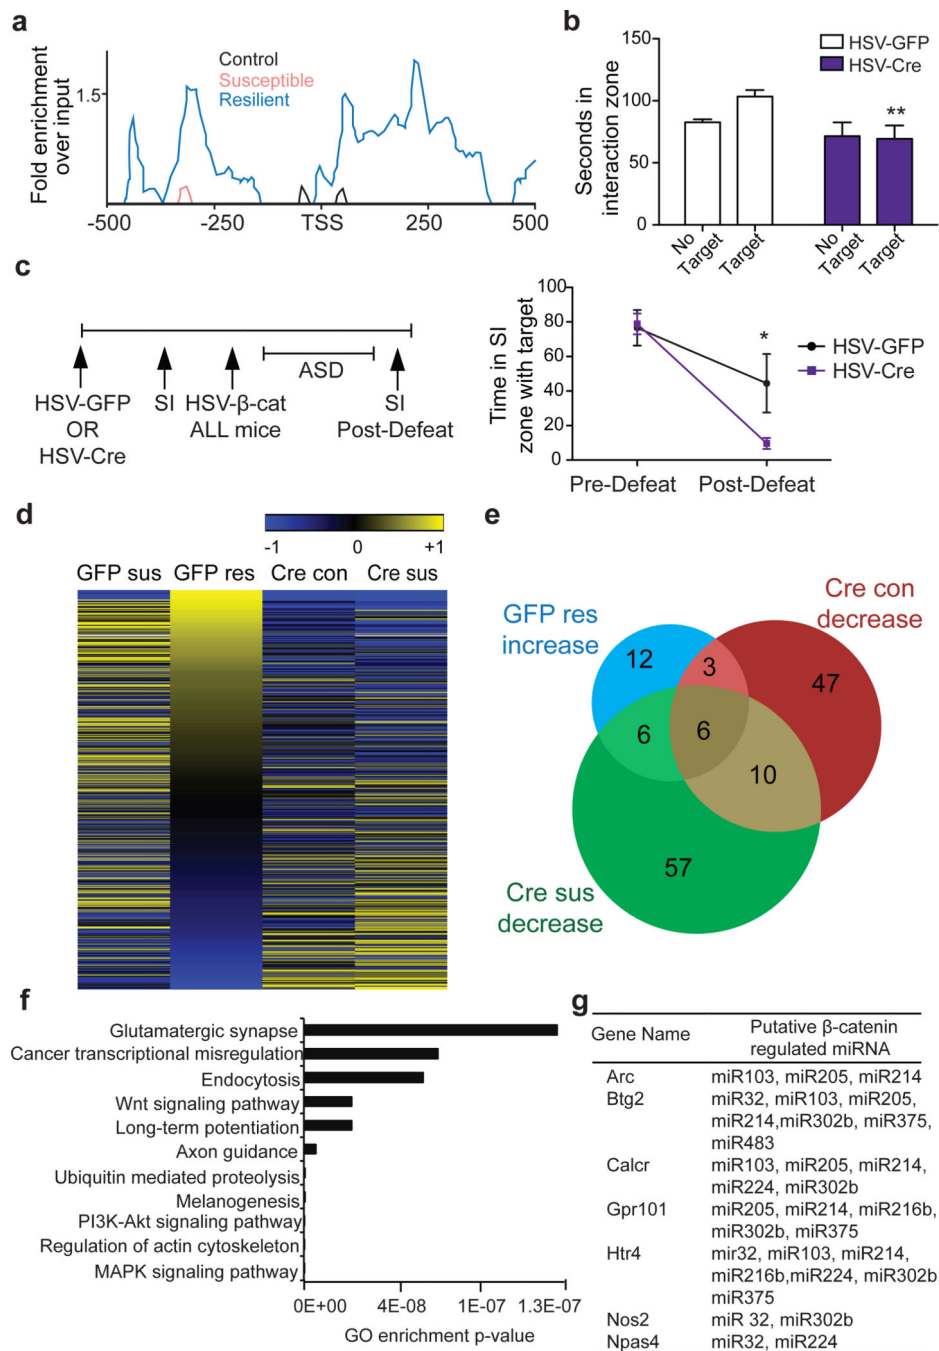 a
Fold enrichment
over input
1.5
Control
Susceptible
Resilient
-500
-250
TSS
250
500
b
Seconds in
interaction zone
150
100
50
0
HSV-GFP
HSV-Cre
**
No
Target
Target
No
Target
Target
c
HSV-GFP
OR
HSV-Cre
SI
HSV-β-cat
ALL mice
ASD
SI
Post-Defeat
Time in SI
zone with target
100
80
60
40
20
0
*
HSV-GFP
HSV-Cre
Pre-Defeat
Post-Defeat
d
-1
0
+1
GFP sus
GFP res
Cre con
Cre sus
e
GFP res
increase
Cre con
decrease
12
3
47
6
6
10
57
Cre sus
decrease
f
Glutamatergic synapse
Cancer transcriptional misregulation
Endocytosis
Wnt signaling pathway
Long-term potentiation
Axon guidance
Ubiquitin mediated proteolysis
Melanogenesis
PI3K-Akt signaling pathway
Regulation of actin cytoskeleton
MAPK signaling pathway
0E+00
4E-08
1E-07
1.3E-07
GO enrichment p-value
g
Gene Name
Putative β-catenin
regulated miRNA
Arc
miR103, miR205, miR214
Btg2
miR32, miR103, miR205,
miR214,miR302b, miR375,
miR483
Calcr
miR103, miR205, miR214,
miR224, miR302b
Gpr101
miR205, miR214, miR216b,
miR302b, miR375
Htr4
mir32, miR103, miR214,
miR216b,miR224, miR302b
miR375
Nos2
miR 32, miR302b
Npas4
miR32, miR224